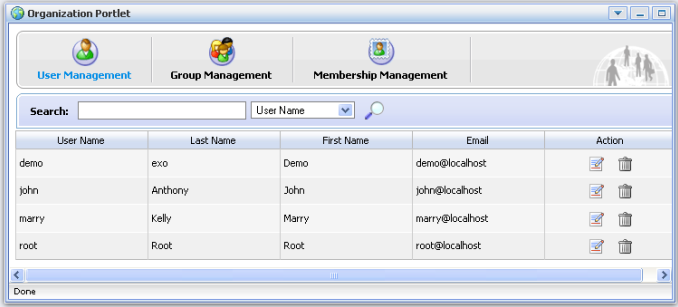 Organization Portlet
User Management Group Management Membership Management
Search: User Name
User Name Last Name First Name Email Action
demo exo Demo demo@localhost
john Anthony John john@localhost
marry Kelly Marry marry@localhost
root Root Root root@localhost
Done